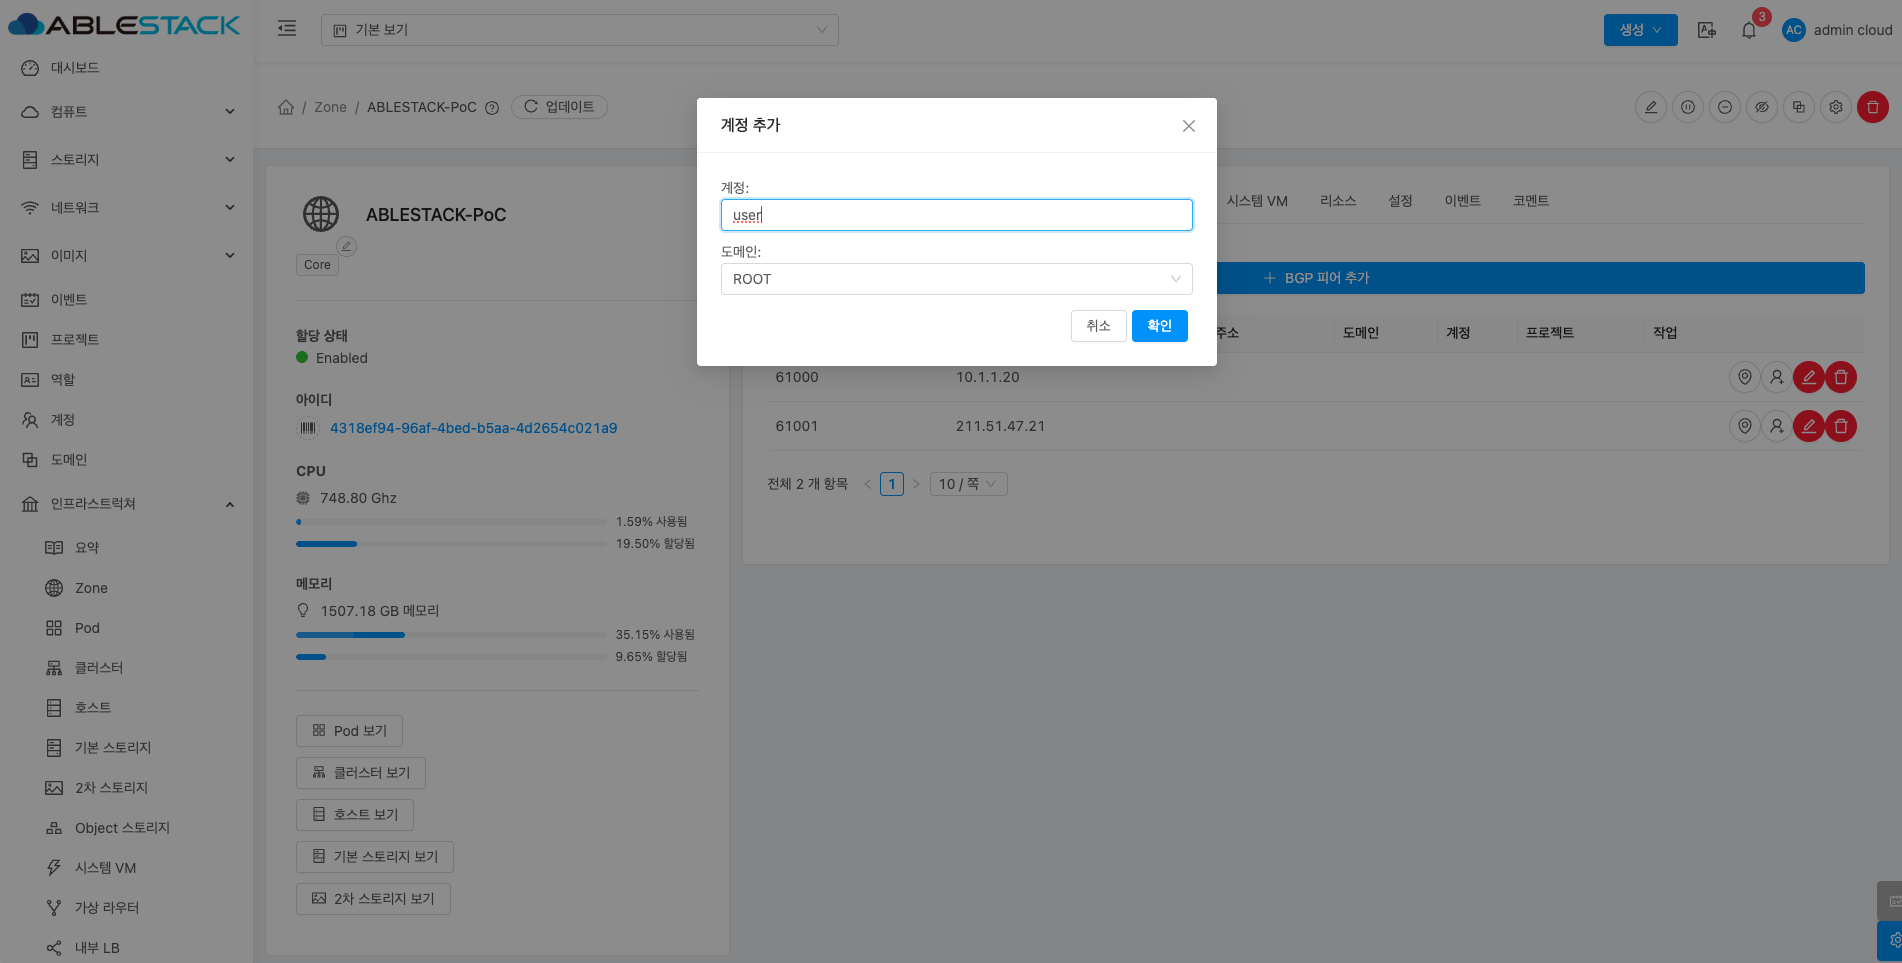 ABLESTACK
기본 보기
생성
3
AC
admin cloud
대시보드
컴퓨트
스토리지
네트워크
이미지
이벤트
프로젝트
역할
계정
도메인
인프라스트럭쳐
요약
Zone
Pod
클러스터
호스트
기본 스토리지
2차 스토리지
Object 스토리지
시스템 VM
가상 라우터
내부 LB
/ Zone / ABLESTACK-PoC
업데이트
ABLESTACK-PoC
Core
할당 상태
Enabled
아이디
4318ef94-96af-4bed-b5aa-4d2654c021a9
CPU
748.80 Ghz
1.59% 사용됨
19.50% 할당됨
메모리
1507.18 GB 메모리
35.15% 사용됨
9.65% 할당됨
Pod 보기
클러스터 보기
호스트 보기
기본 스토리지 보기
2차 스토리지 보기
계정 추가
계정:
user
도메인:
ROOT
취소
확인
시스템 VM 리소스 설정 이벤트 코멘트
BGP 피어 추가
주소 도메인 계정 프로젝트 작업
61000 10.1.1.20
61001 211.51.47.21
전체 2 개 항목 1 10 / 쪽